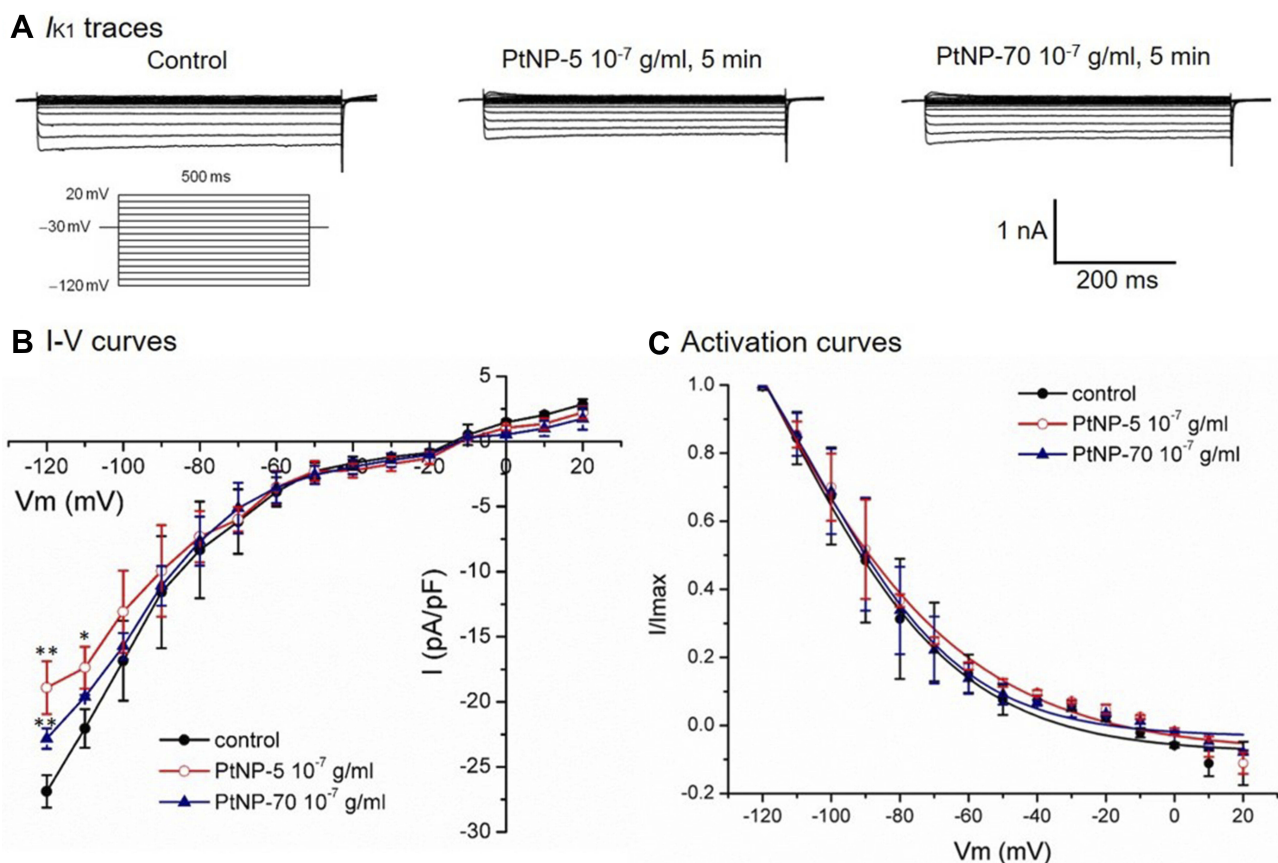 A IK1 traces
Control
PtNP-5 10-7 g/ml, 5 min
PtNP-70 10-7 g/ml, 5 min
500 ms
20 mV
−30 mV
−120 mV
1 nA
200 ms
B I-V curves
5
0
-120 -100 -80 -60 -40 -20 0 20
Vm (mV)
-5
-10
-15
-20
-25
-30
I (pA/pF)
** *
**
control
PtNP-5 10-7 g/ml
PtNP-70 10-7 g/ml
C Activation curves
1.0
0.8
0.6
0.4
0.2
0.0
-0.2
I/Imax
control
PtNP-5 10-7 g/ml
PtNP-70 10-7 g/ml
-120 -100 -80 -60 -40 -20 0 20
Vm (mV)